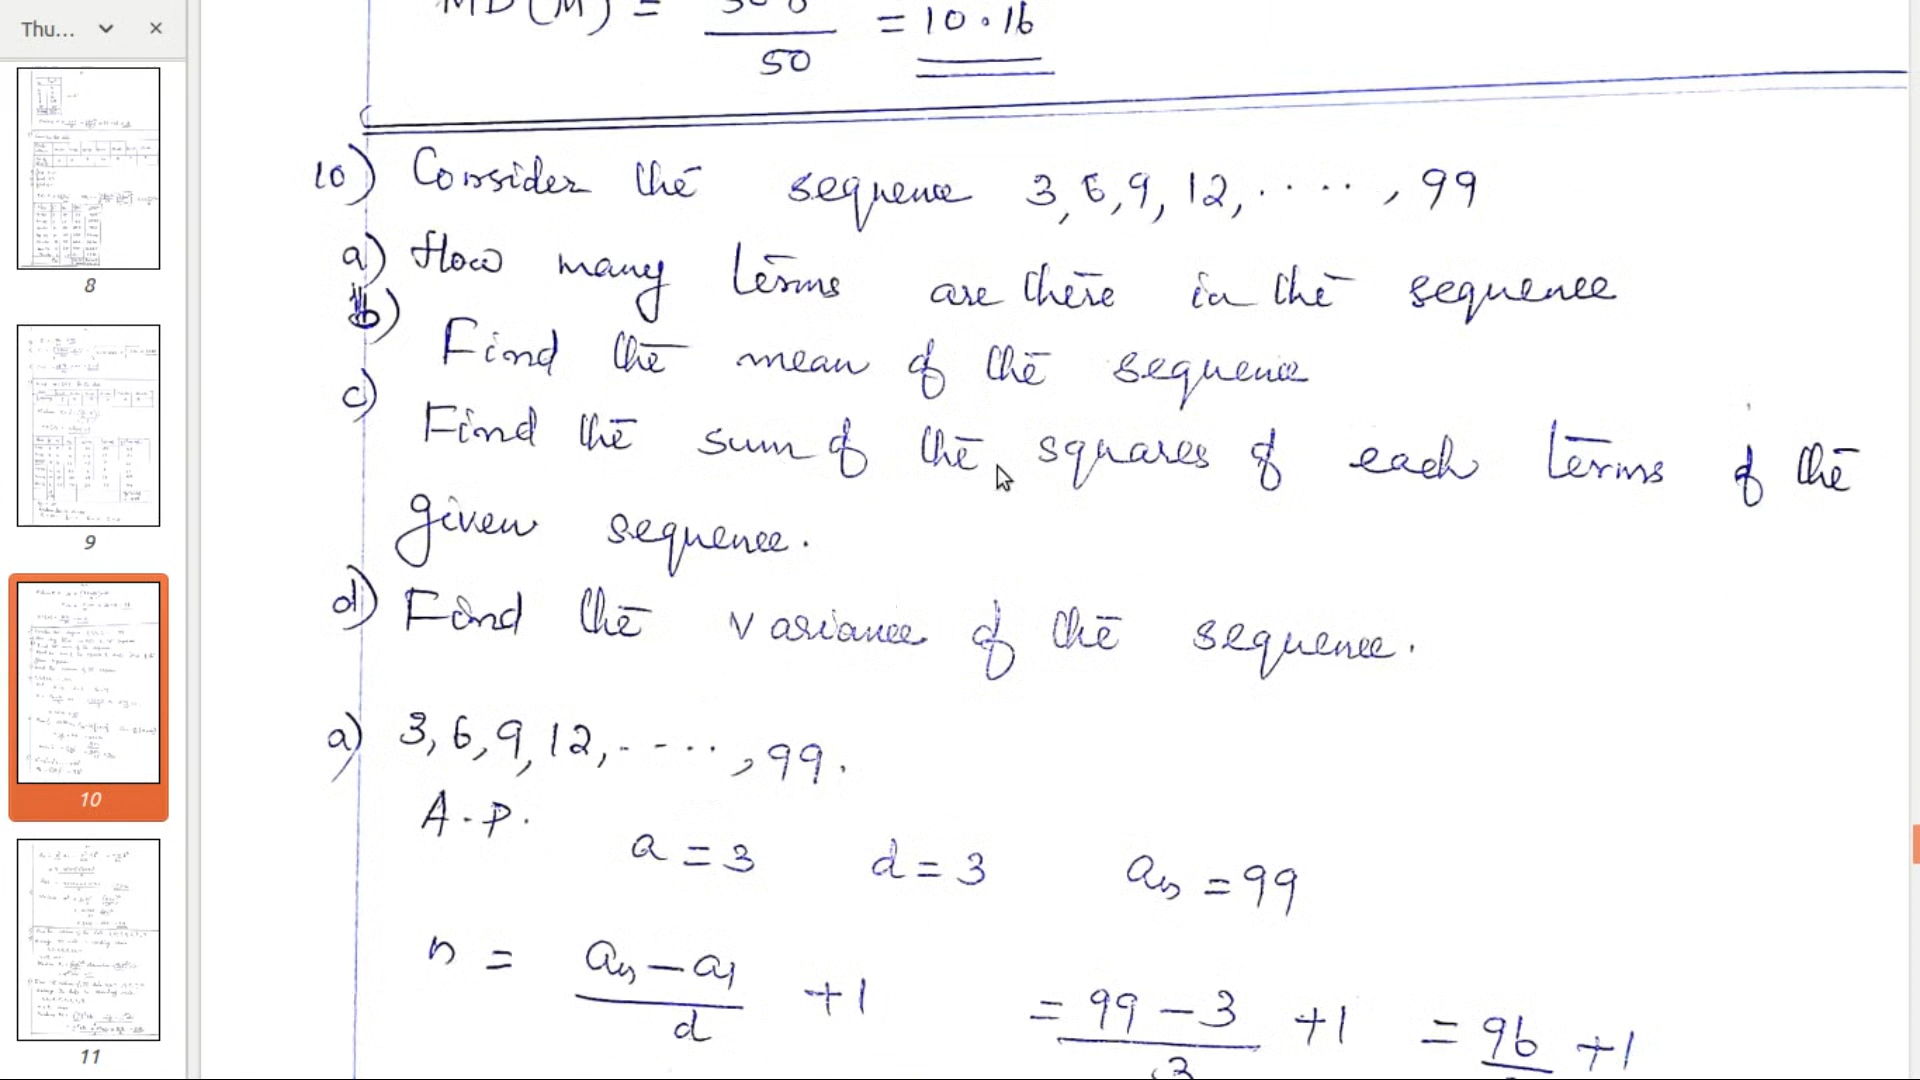 Thu...
8
9
10
11
MD(M) = 508/50 = 10.16
10) Consider the sequence 3, 6, 9, 12, ....., 99
a) How many terms are there in the sequence
b) Find the mean of the sequence
c) Find the sum of the squares of each terms of the
given sequence.
d) Find the variance of the sequence.
a) 3, 6, 9, 12, ....., 99.
A.P.
a = 3 d = 3 an = 99
n = (an - a1)/d + 1 = (99 - 3)/3 + 1 = 96/ + 1